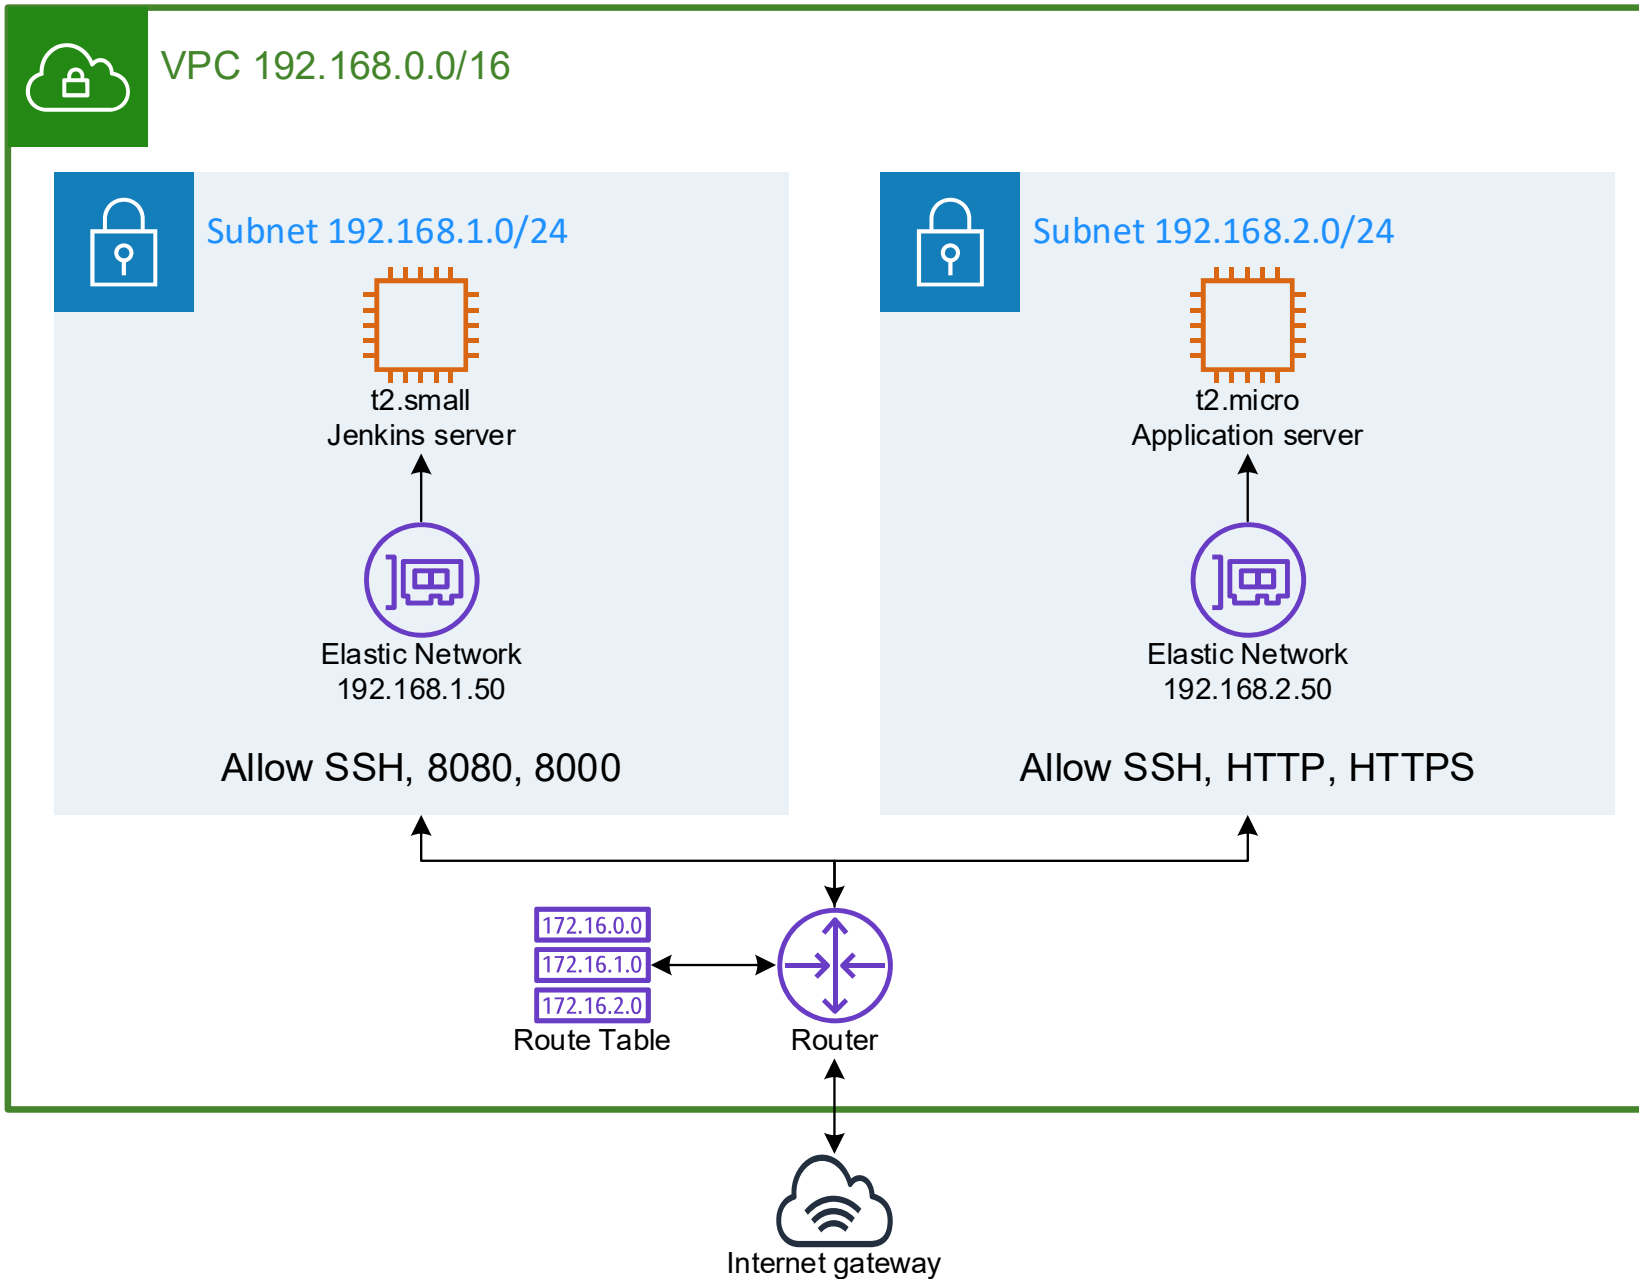 VPC 192.168.0.0/16
Subnet 192.168.1.0/24
t2.small
Jenkins server
Elastic Network
192.168.1.50
Allow SSH, 8080, 8000
Subnet 192.168.2.0/24
t2.micro
Application server
Elastic Network
192.168.2.50
Allow SSH, HTTP, HTTPS
172.16.0.0
172.16.1.0
172.16.2.0
Route Table
Router
Internet gateway